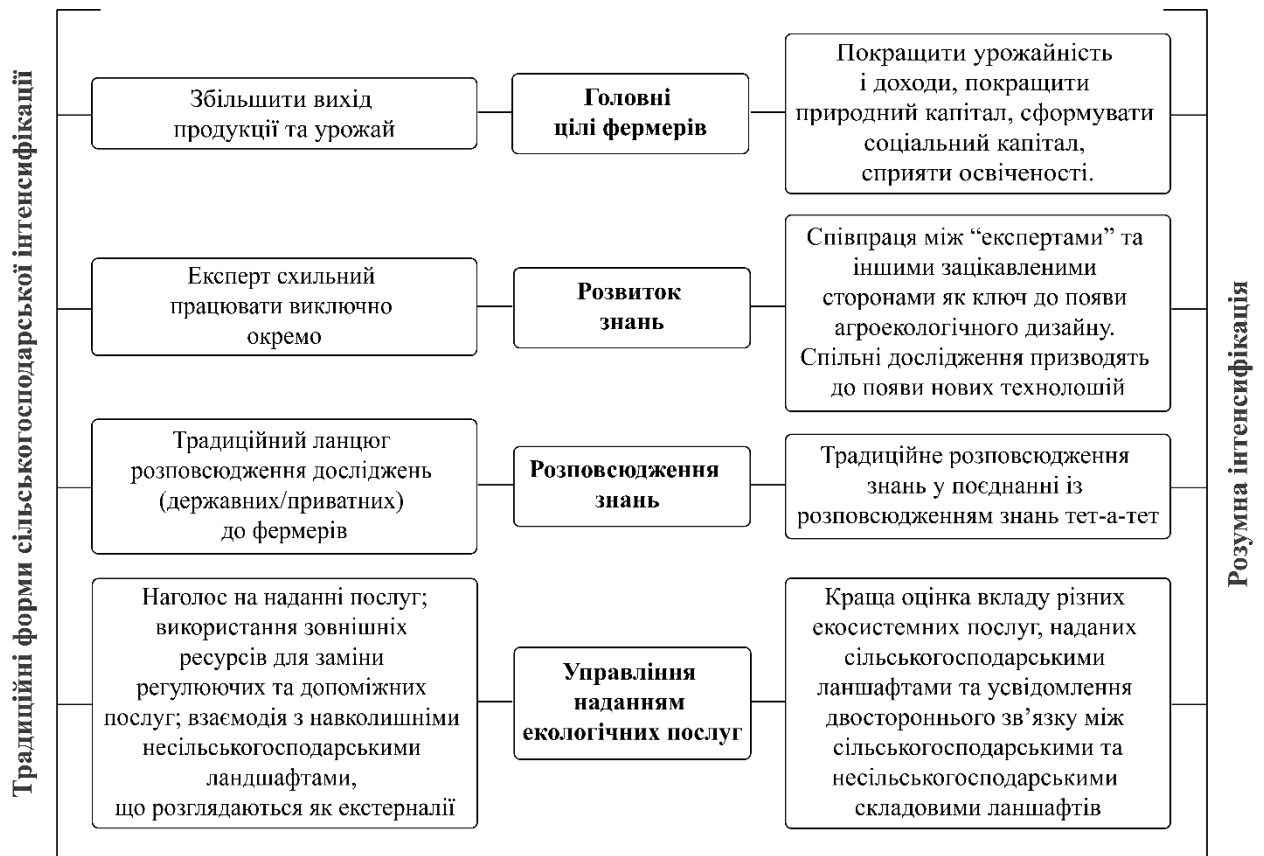 Традиційні форми сільськогосподарської інтенсифікації
Збільшити вихід
продукції та урожай
Головні
цілі фермерів
Покращити урожайність
і доходи, покращити
природний капітал, сформувати
соціальний капітал,
сприяти освіченості.
Експерт схильний
працювати виключно
окремо
Розвиток
знань
Співпраця між “експертами” та
іншими зацікавленими
сторонами як ключ до появи
агроекологічного дизайну.
Спільні дослідження призводять
до появи нових технолошій
Традиційний ланцюг
розповсюдження досліджень
(державних/приватних)
до фермерів
Розповсюдження
знань
Традиційне розповсюдження
знань у поєднанні із
розповсюдженням знань тет-а-тет
Наголос на наданні послуг;
використання зовнішніх
ресурсів для заміни
регулюючих та допоміжних
послуг; взаємодія з навколишніми
несільськогосподарськими
ландшафтами,
що розглядаються як екстерналії
Управління
наданням
екологічних послуг
Краща оцінка вкладу різних
екосистемних послуг, наданих
сільськогосподарськими
ланшафтами та усвідомлення
двостороннього зв’язку між
сільськогосподарськими та
несільськогосподарськими
складовими ланшафтів
Розумна інтенсифікація